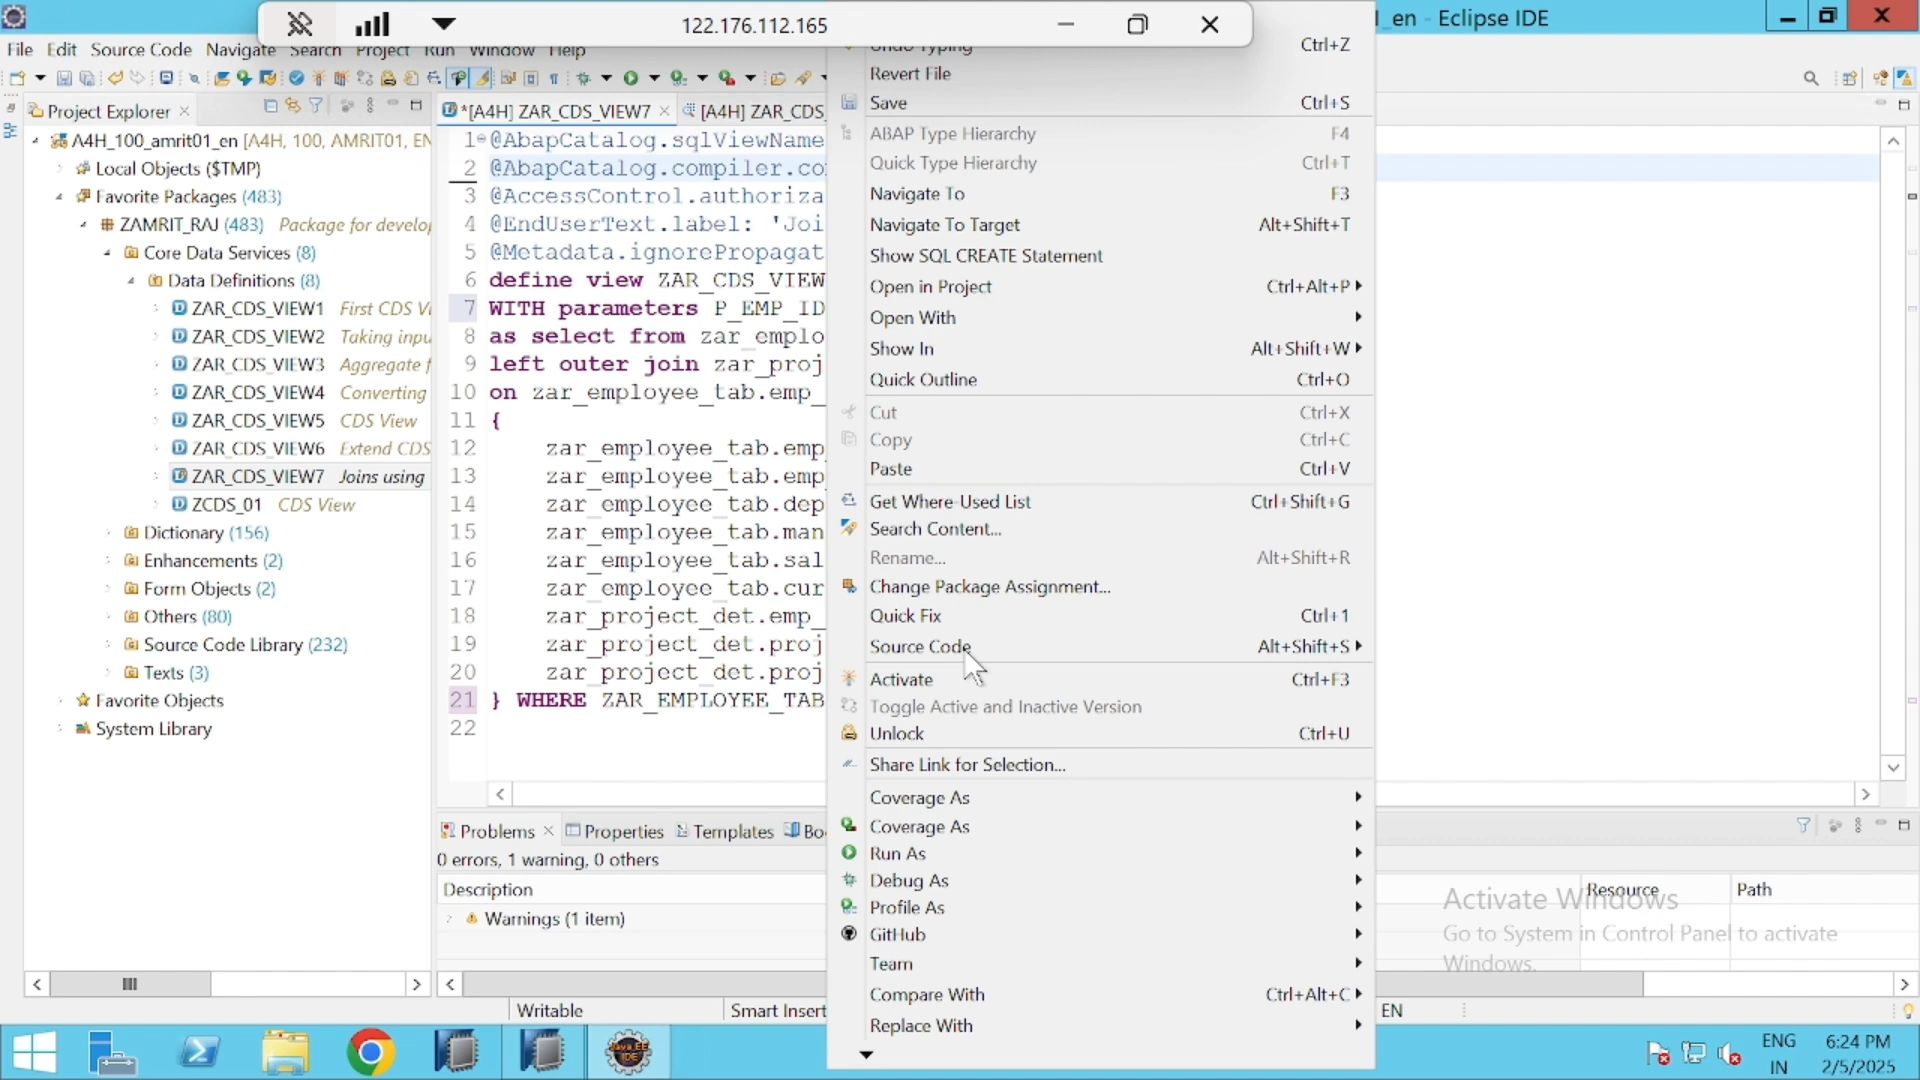 122.176.112.165
_en - Eclipse IDE
File Edit Source Code Navigate Search Project Run Window Help
Project Explorer
*[A4H] ZAR_CDS_VIEW7
[A4H] ZAR_CDS_
A4H_100_amrit01_en [A4H, 100, AMRIT01, EN
Local Objects ($TMP)
Favorite Packages (483)
ZAMRIT_RAJ (483) Package for develo
Core Data Services (8)
Data Definitions (8)
ZAR_CDS_VIEW1 First CDS Vi
ZAR_CDS_VIEW2 Taking inpu
ZAR_CDS_VIEW3 Aggregate f
ZAR_CDS_VIEW4 Converting
ZAR_CDS_VIEW5 CDS View
ZAR_CDS_VIEW6 Extend CDS
ZAR_CDS_VIEW7 Joins using
ZCDS_01 CDS View
Dictionary (156)
Enhancements (2)
Form Objects (2)
Others (80)
Source Code Library (232)
Texts (3)
Favorite Objects
System Library
1 @AbapCatalog.sqlViewName
2 @AbapCatalog.compiler.co
3 @AccessControl.authoriza
4 @EndUserText.label: 'Joi
5 @Metadata.ignorePropagat
6 define view ZAR_CDS_VIEW
7 WITH parameters P_EMP_ID
8 as select from zar_emplo
9 left outer join zar_proj
10 on zar_employee_tab.emp_
11 {
12 zar_employee_tab.emp
13 zar_employee_tab.emp
14 zar_employee_tab.dep
15 zar_employee_tab.man
16 zar_employee_tab.sal
17 zar_employee_tab.cur
18 zar_project_det.emp_
19 zar_project_det.proj
20 zar_project_det.proj
21 } WHERE ZAR_EMPLOYEE_TAB
22
Undo Typing Ctrl+Z
Revert File
Save Ctrl+S
ABAP Type Hierarchy F4
Quick Type Hierarchy Ctrl+T
Navigate To F3
Navigate To Target Alt+Shift+T
Show SQL CREATE Statement
Open in Project Ctrl+Alt+P
Open With
Show In Alt+Shift+W
Quick Outline Ctrl+O
Cut Ctrl+X
Copy Ctrl+C
Paste Ctrl+V
Get Where-Used List Ctrl+Shift+G
Search Content...
Rename... Alt+Shift+R
Change Package Assignment...
Quick Fix Ctrl+1
Source Code Alt+Shift+S
Activate Ctrl+F3
Toggle Active and Inactive Version
Unlock Ctrl+U
Share Link for Selection...
Coverage As
Coverage As
Run As
Debug As
Profile As
GitHub
Team
Compare With Ctrl+Alt+C
Replace With
Problems Properties Templates Bo
0 errors, 1 warning, 0 others
Description Resource Path
Warnings (1 item)
Activate Windows
Go to System in Control Panel to activate
Windows.
Writable Smart Insert EN
ENG 6:24 PM
IN 2/5/2025